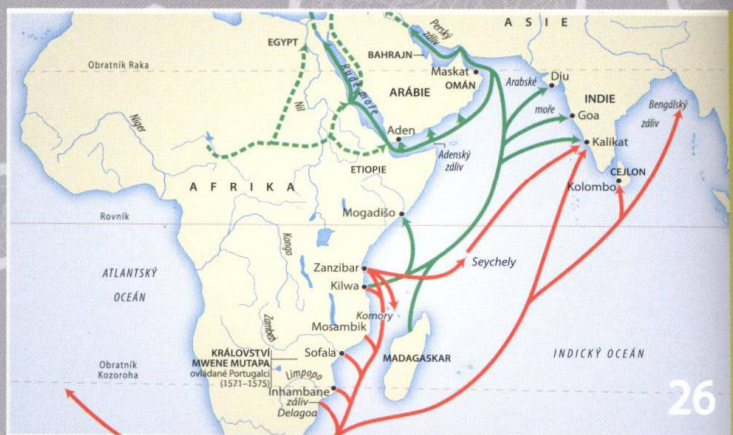 A S I E
EGYPT
Perský
záliv
BAHRAJN
Obratník Raka
Maskat
OMÁN
Arabské
moře
Dju
Rudé moře
ARÁBIE
INDIE
Bengálský
záliv
Nil
Niger
Goa
Aden
Kalikat
Adenský
záliv
ETIOPIE
CEJLON
Kolombo
A F R I K A
Mogadišo
Rovník
Kongo
Zanzibar
Seychely
ATLANTSKÝ
OCEÁN
Kilwa
Komory
Zambezi
Mosambik
KRÁLOVSTVÍ
MWENE MUTAPA
ovládané Portugalci
(1571–1575)
Sofala
MADAGASKAR
INDICKÝ OCEÁN
Obratník
Kozoroha
Limpopo
Inhambane
záliv
Delagoa
26